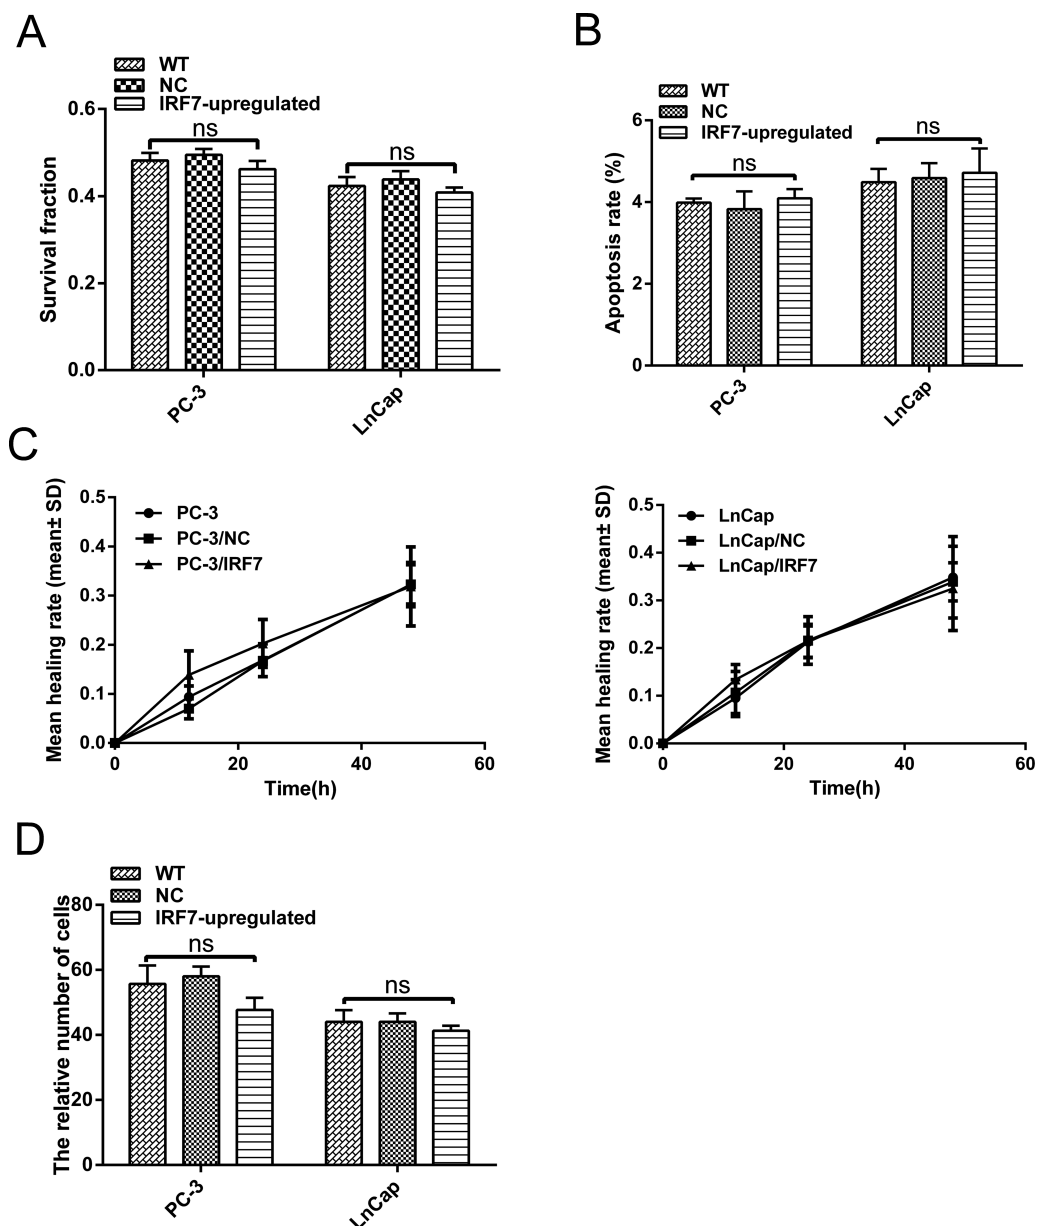 A
WT
NC
IRF7-upregulated
0.6
0.4
0.2
0.0
Survival fraction
ns
ns
PC-3
LnCap
B
WT
NC
IRF7-upregulated
6
4
2
0
Apoptosis rate (%)
ns
ns
PC-3
LnCap
C
Mean healing rate (mean± SD)
0.5
0.4
0.3
0.2
0.1
0.0
PC-3
PC-3/NC
PC-3/IRF7
0
20
40
60
Time(h)
Mean healing rate (mean± SD)
0.5
0.4
0.3
0.2
0.1
0.0
LnCap
LnCap/NC
LnCap/IRF7
0
20
40
60
Time(h)
D
WT
NC
IRF7-upregulated
The relative number of cells
80
60
40
20
0
ns
ns
PC-3
LnCap